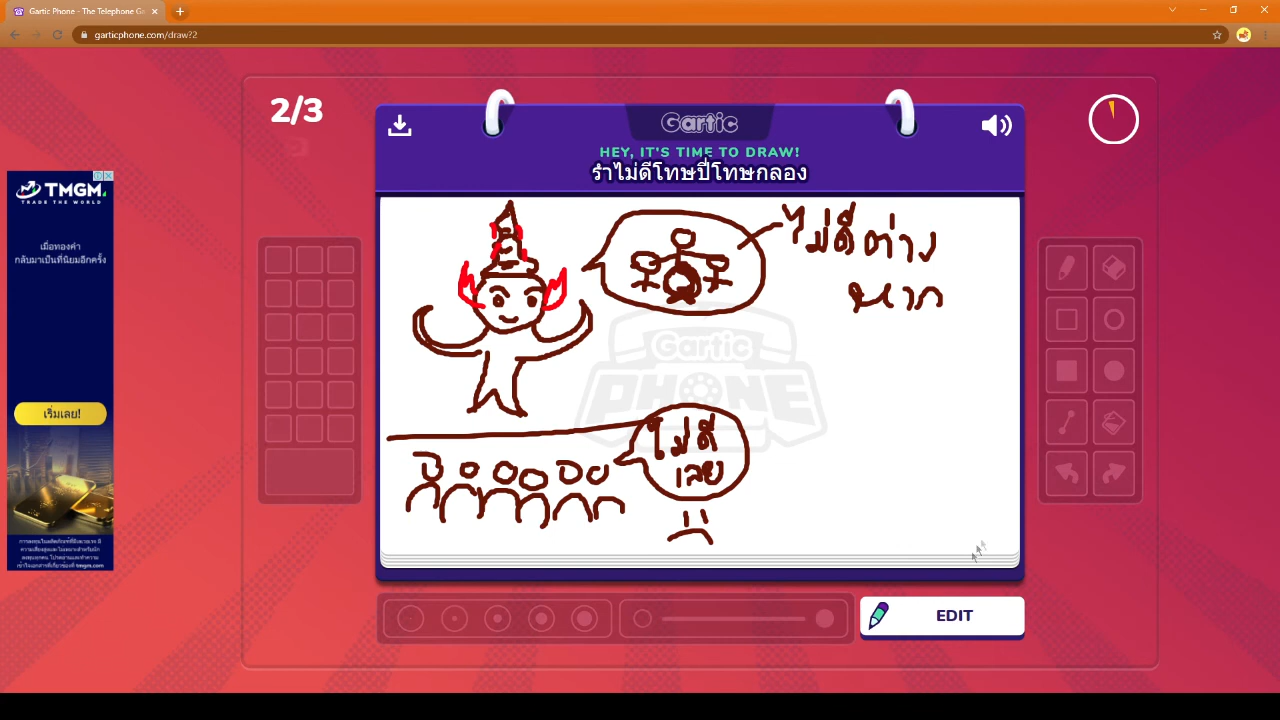 Gartic Phone - The Telephone Ga
garticphone.com/draw?2
2/3
Gartic
HEY, IT'S TIME TO DRAW!
รำไม่ดีโทษปี่โทษกลอง
ไม่ดีต่าง
หาก
ไม่ดี
เลย
Gartic
PHONE
EDIT
TMGM
TRADE THE WORLD
เมื่อทองคำ
กลับมาเป็นที่นิยมอีกครั้ง
เริ่มเลย!